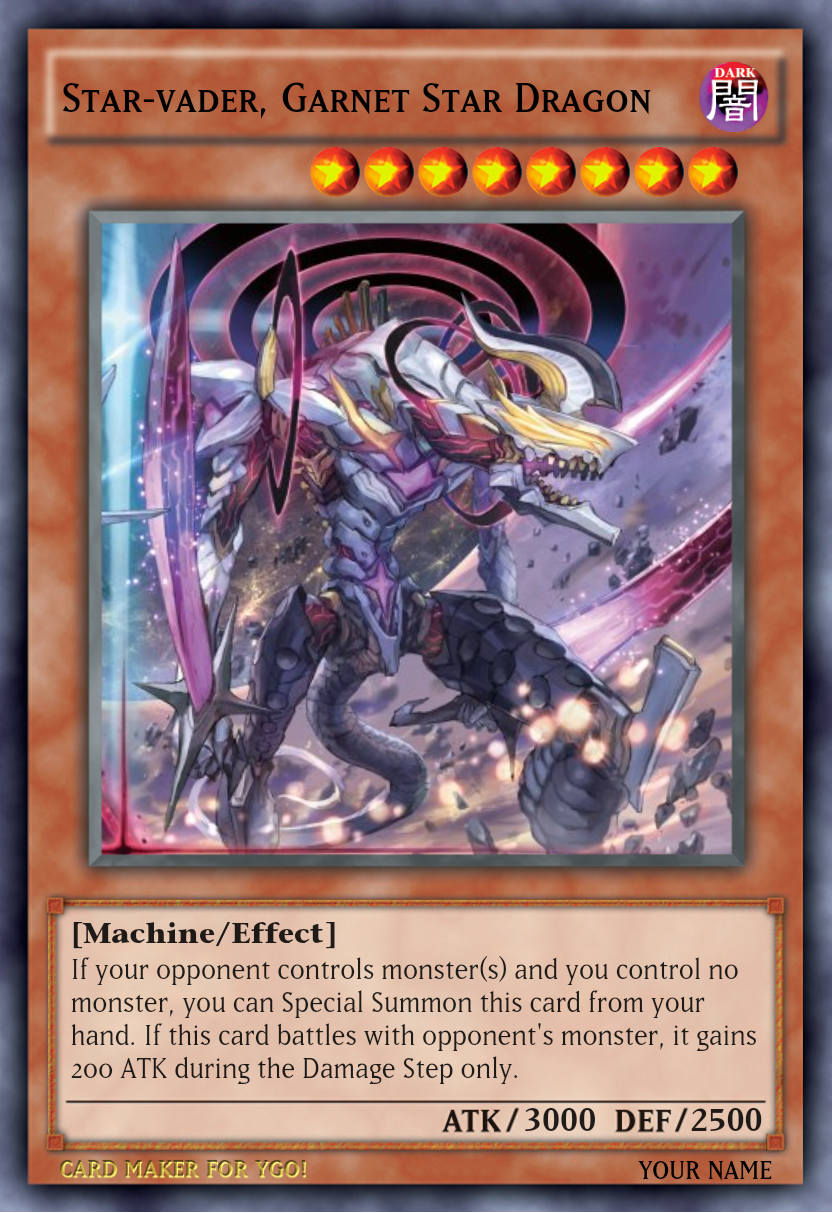 Star-vader, Garnet Star Dragon
DARK
闇
[Machine/Effect]
If your opponent controls monster(s) and you control no
monster, you can Special Summon this card from your
hand. If this card battles with opponent's monster, it gains
200 ATK during the Damage Step only.
ATK/3000 DEF/2500
CARD MAKER FOR YGO!
YOUR NAME